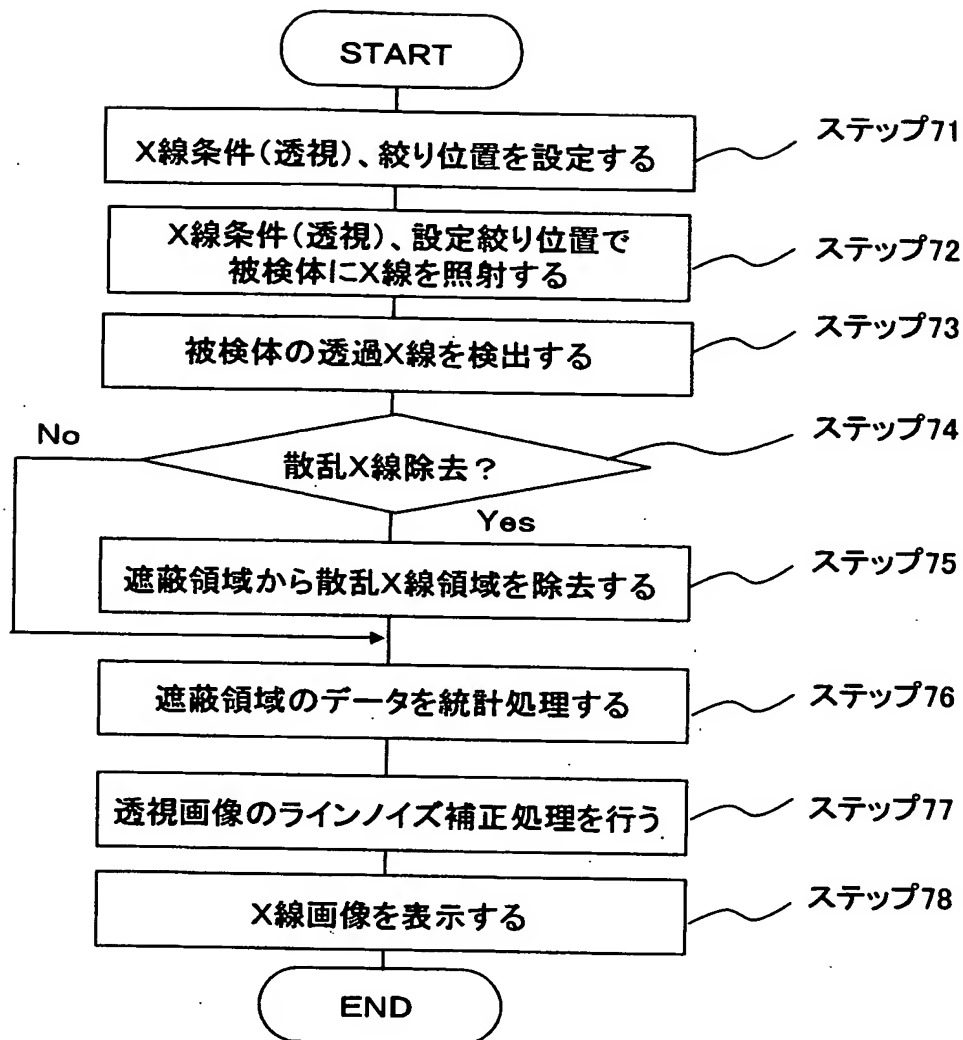 START
X線条件(透視)、絞り位置を設定する
ステップ71
X線条件(透視)、設定絞り位置で
被検体にX線を照射する
ステップ72
被検体の透過X線を検出する
ステップ73
No
散乱X線除去?
ステップ74
Yes
遮蔽領域から散乱X線領域を除去する
ステップ75
遮蔽領域のデータを統計処理する
ステップ76
透視画像のラインノイズ補正処理を行う
ステップ77
X線画像を表示する
ステップ78
END